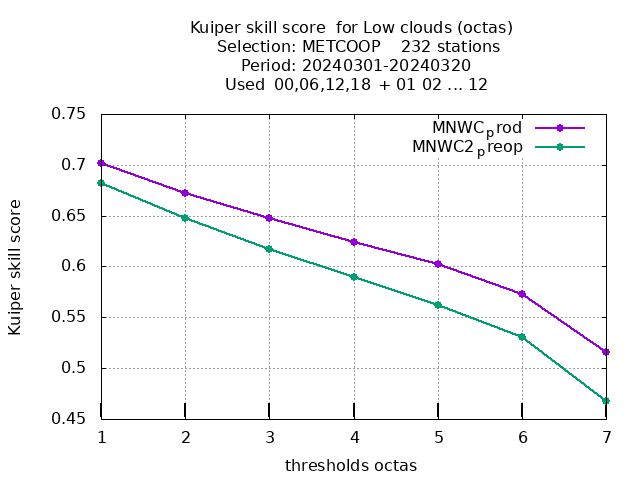 Kuiper skill score  for Low clouds (octas)
Selection: METCOOP    232 stations
Period: 20240301-20240320
Used  00,06,12,18 + 01 02 ... 12
0.75
0.7
0.65
0.6
0.55
0.5
0.45
Kuiper skill score
MNWCprod
MNWC2preop
1 2 3 4 5 6 7
thresholds octas